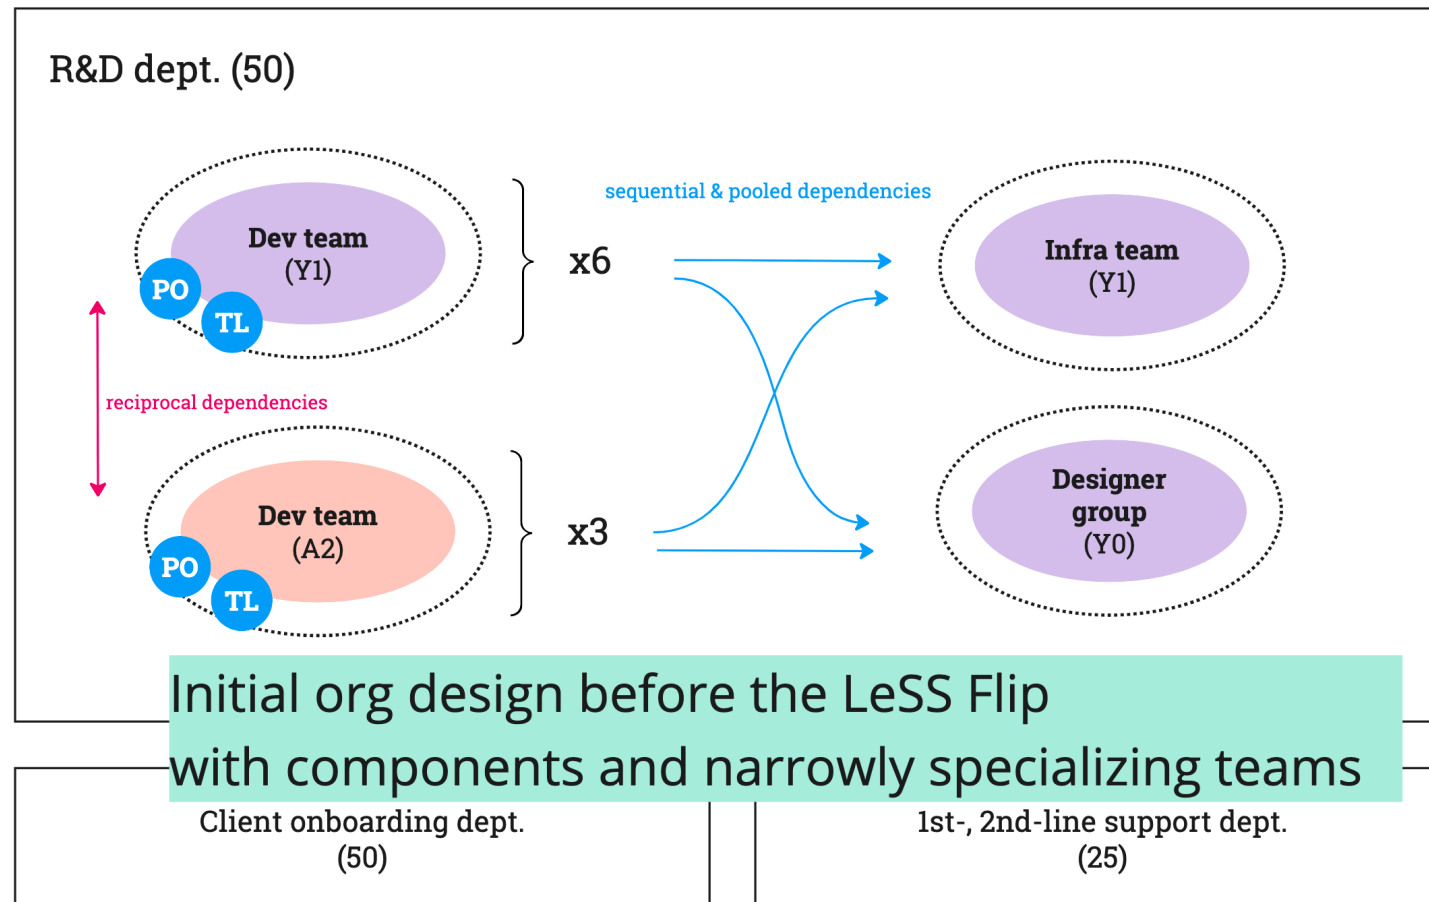 R&D dept. (50)
sequential & pooled dependencies
Dev team
(Y1)
PO
TL
x6
Infra team
(Y1)
reciprocal dependencies
Dev team
(A2)
PO
TL
x3
Designer
group
(Y0)
Initial org design before the LeSS Flip
with components and narrowly specializing teams
Client onboarding dept.
(50)
1st-, 2nd-line support dept.
(25)